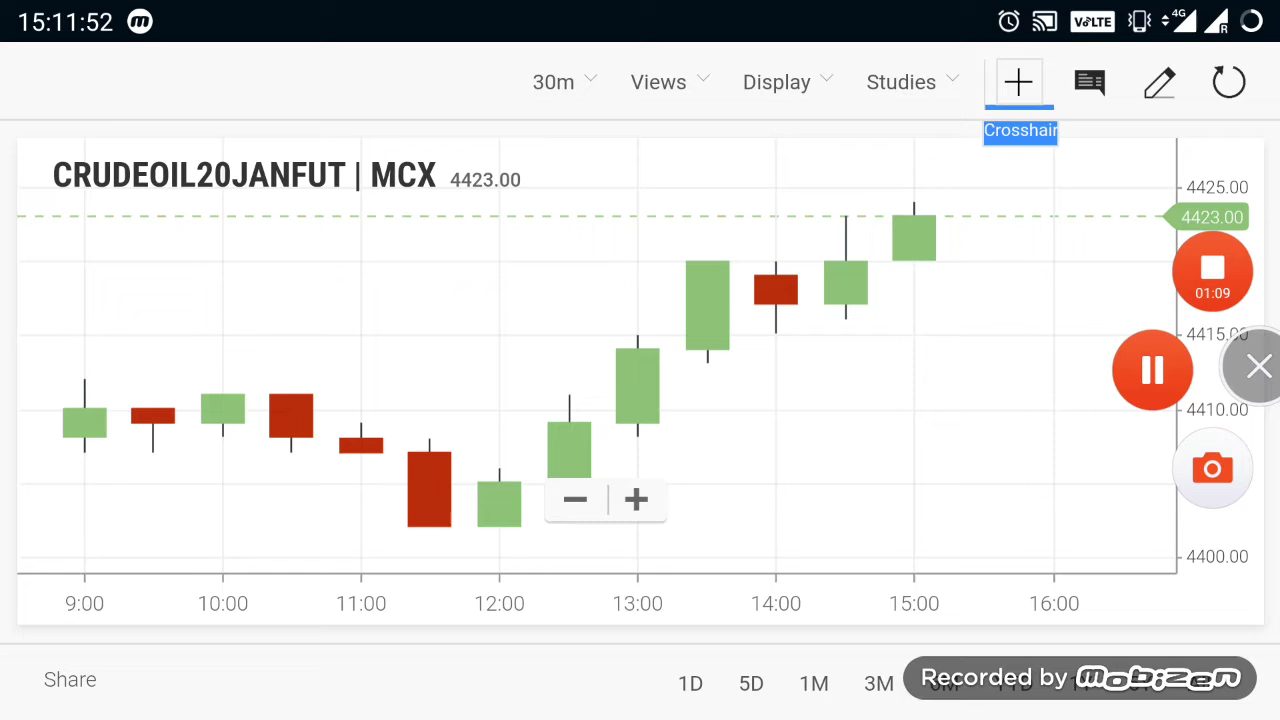 15:11:52
VoLTE
4G
R
30m
Views
Display
Studies
Crosshair
CRUDEOIL20JANFUT | MCX 4423.00
4425.00
4423.00
01:09
4415.00
4410.00
4400.00
9:00
10:00
11:00
12:00
13:00
14:00
15:00
16:00
Share
1D
5D
1M
3M
Recorded by mobizen